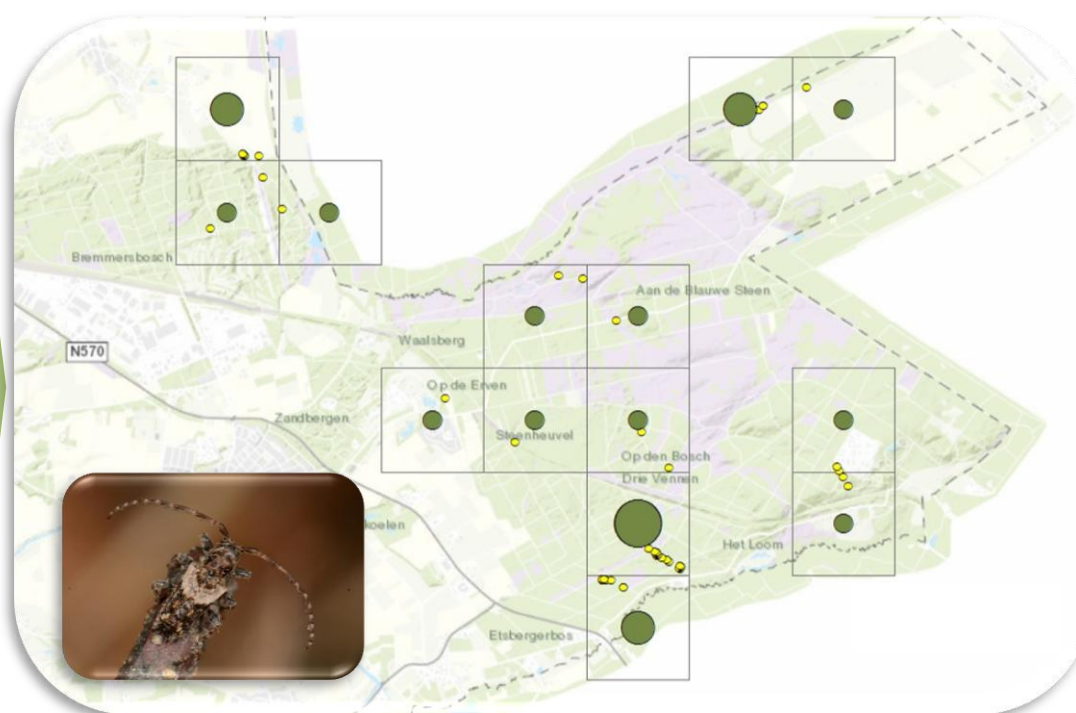 Bremmersbosch
Aan de Blauwe Steen
Waalsberg
N570
Op de Erven
Zandbergen
Steenheuvel
Op den Bosch
Drie Vennen
koelen
Het Loom
Etsbergerbos